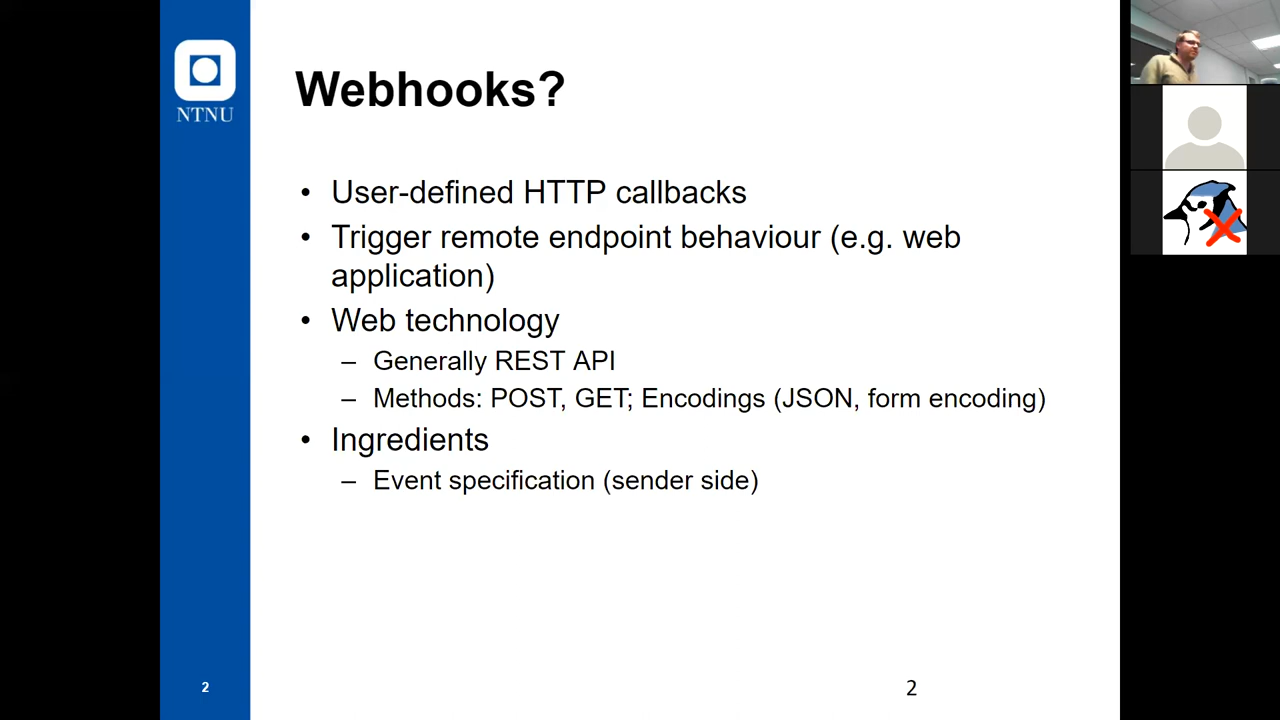 NTNU
Webhooks?
• User-defined HTTP callbacks
• Trigger remote endpoint behaviour (e.g. web
application)
• Web technology
– Generally REST API
– Methods: POST, GET; Encodings (JSON, form encoding)
• Ingredients
– Event specification (sender side)
2
2